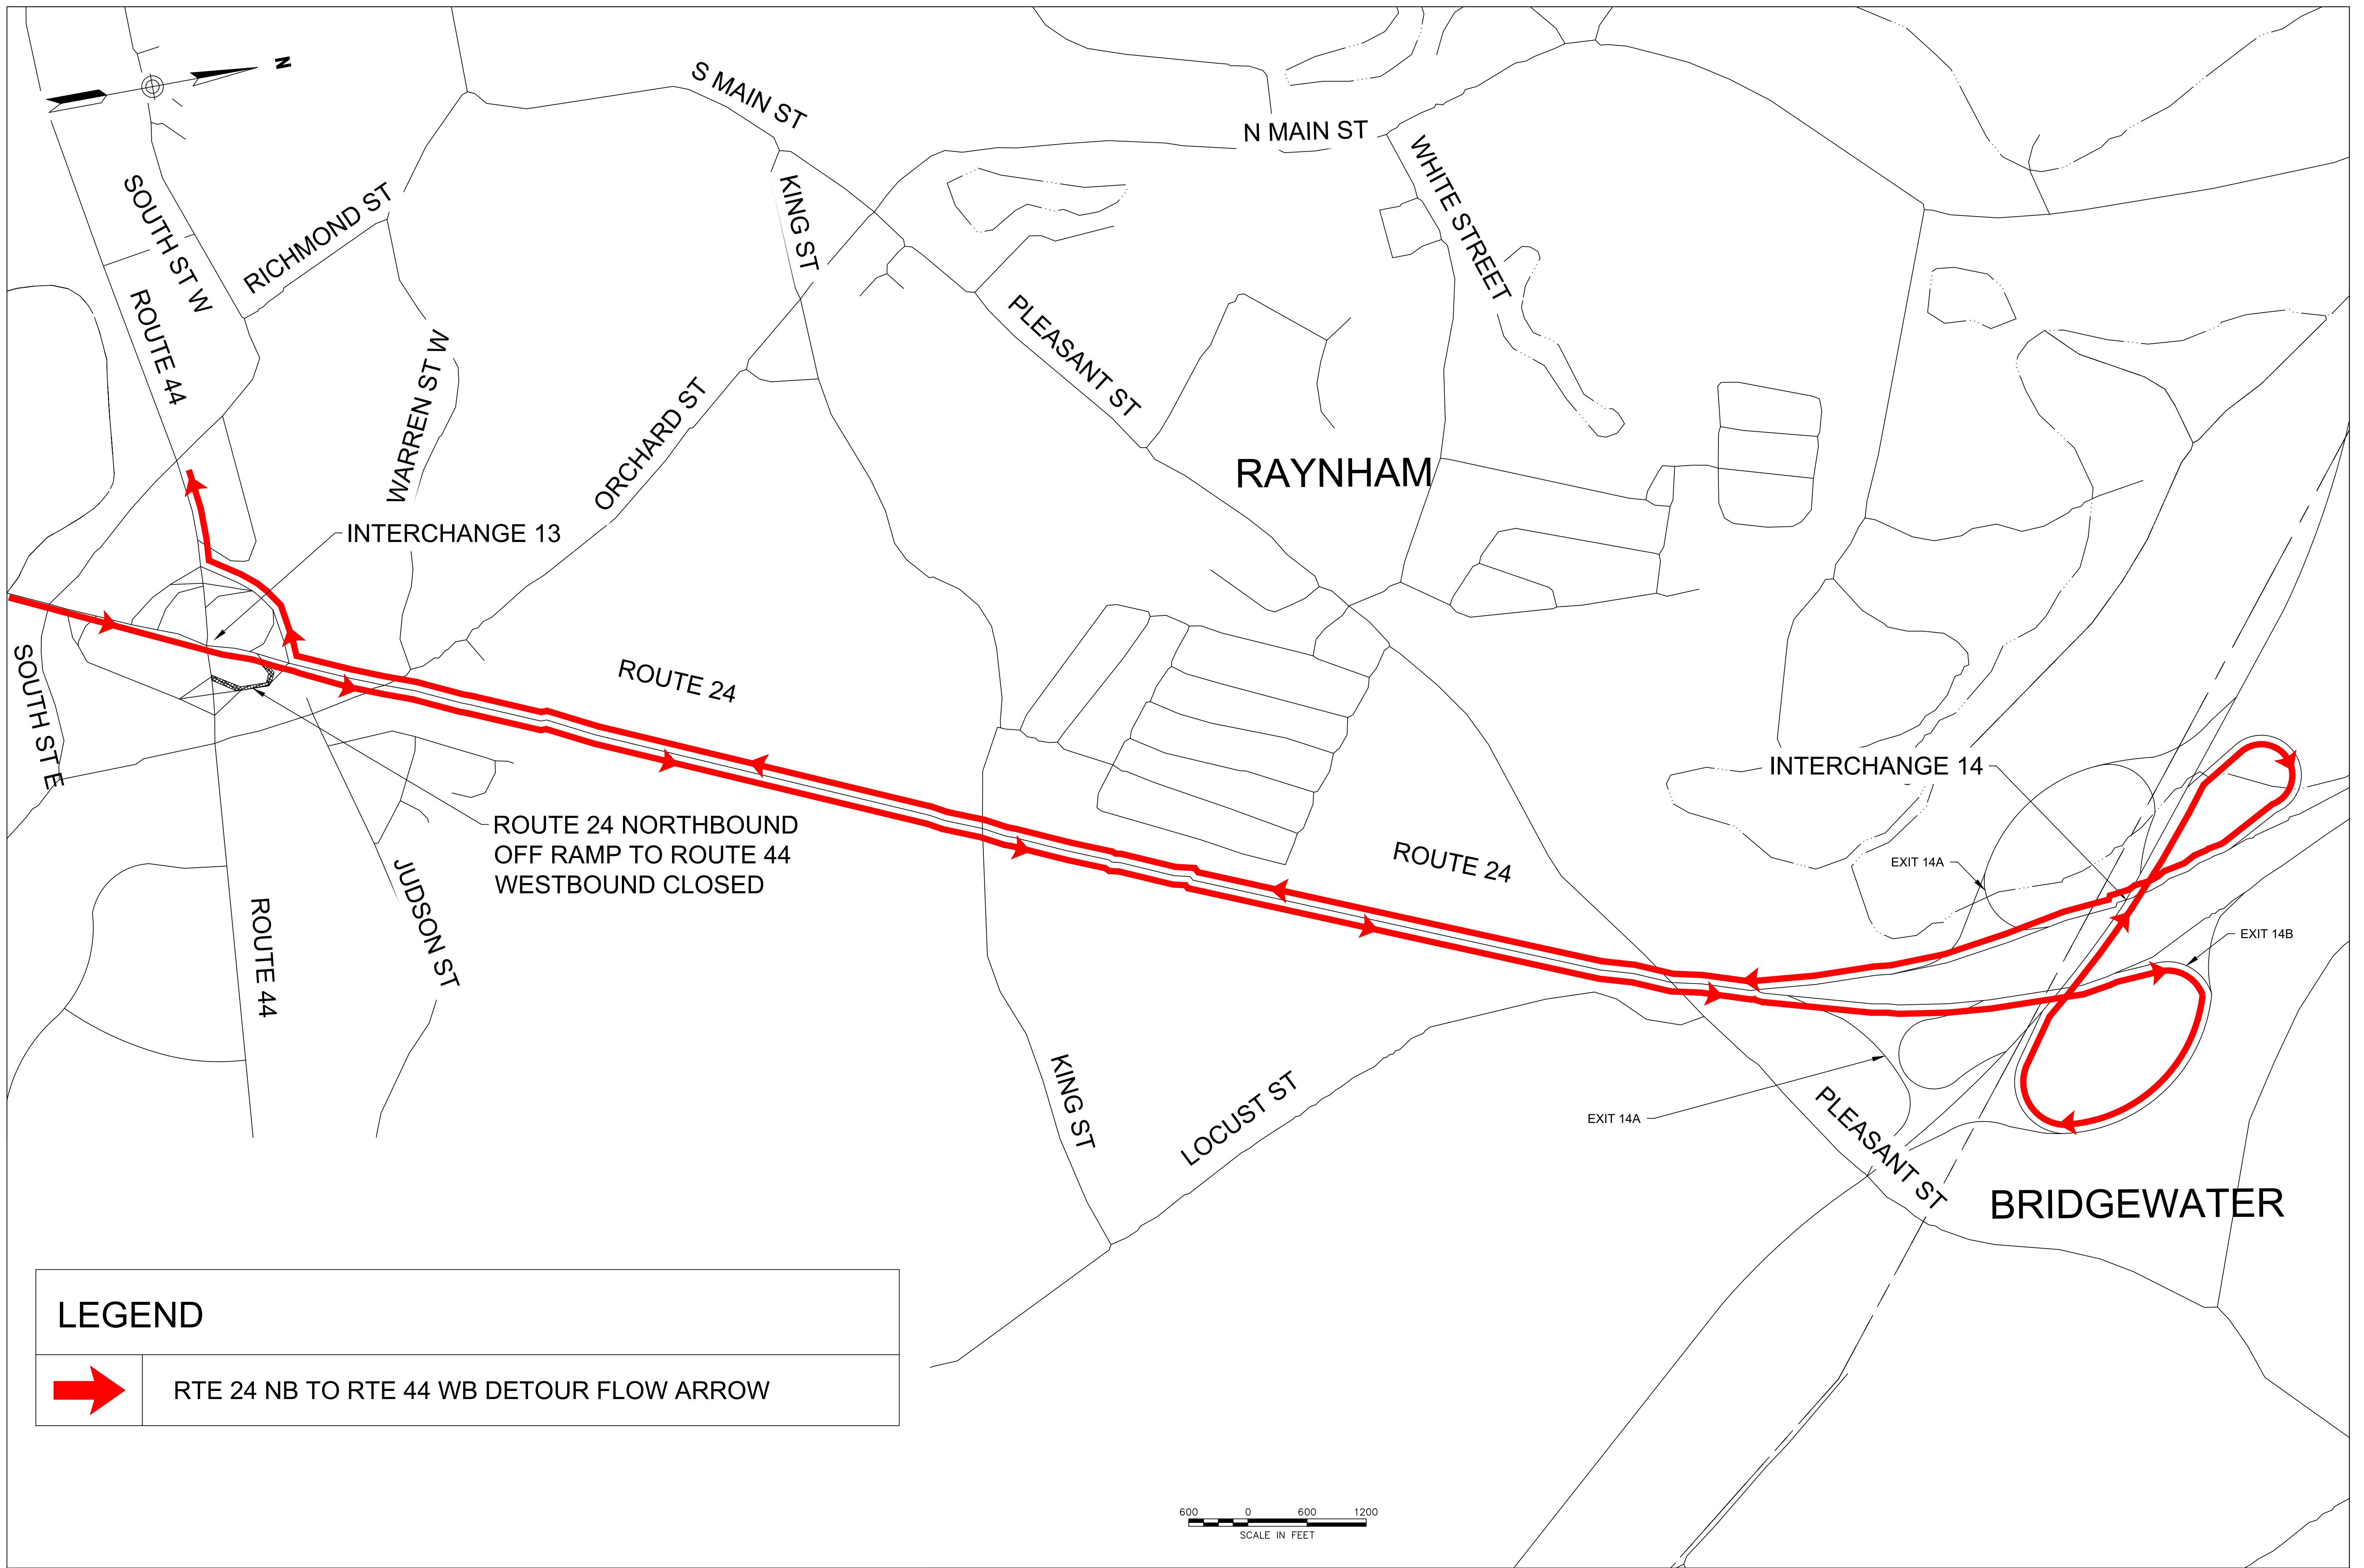 N
S MAIN ST
N MAIN ST
SOUTH ST W
RICHMOND ST
KING ST
WHITE STREET
ROUTE 44
WARREN ST W
PLEASANT ST
ORCHARD ST
RAYNHAM
INTERCHANGE 13
SOUTH ST E
ROUTE 24
INTERCHANGE 14
ROUTE 24 NORTHBOUND
OFF RAMP TO ROUTE 44
WESTBOUND CLOSED
ROUTE 24
EXIT 14A
JUDSON ST
ROUTE 44
EXIT 14B
KING ST
LOCUST ST
EXIT 14A
PLEASANT ST
BRIDGEWATER
LEGEND
RTE 24 NB TO RTE 44 WB DETOUR FLOW ARROW
600 0 600 1200
SCALE IN FEET